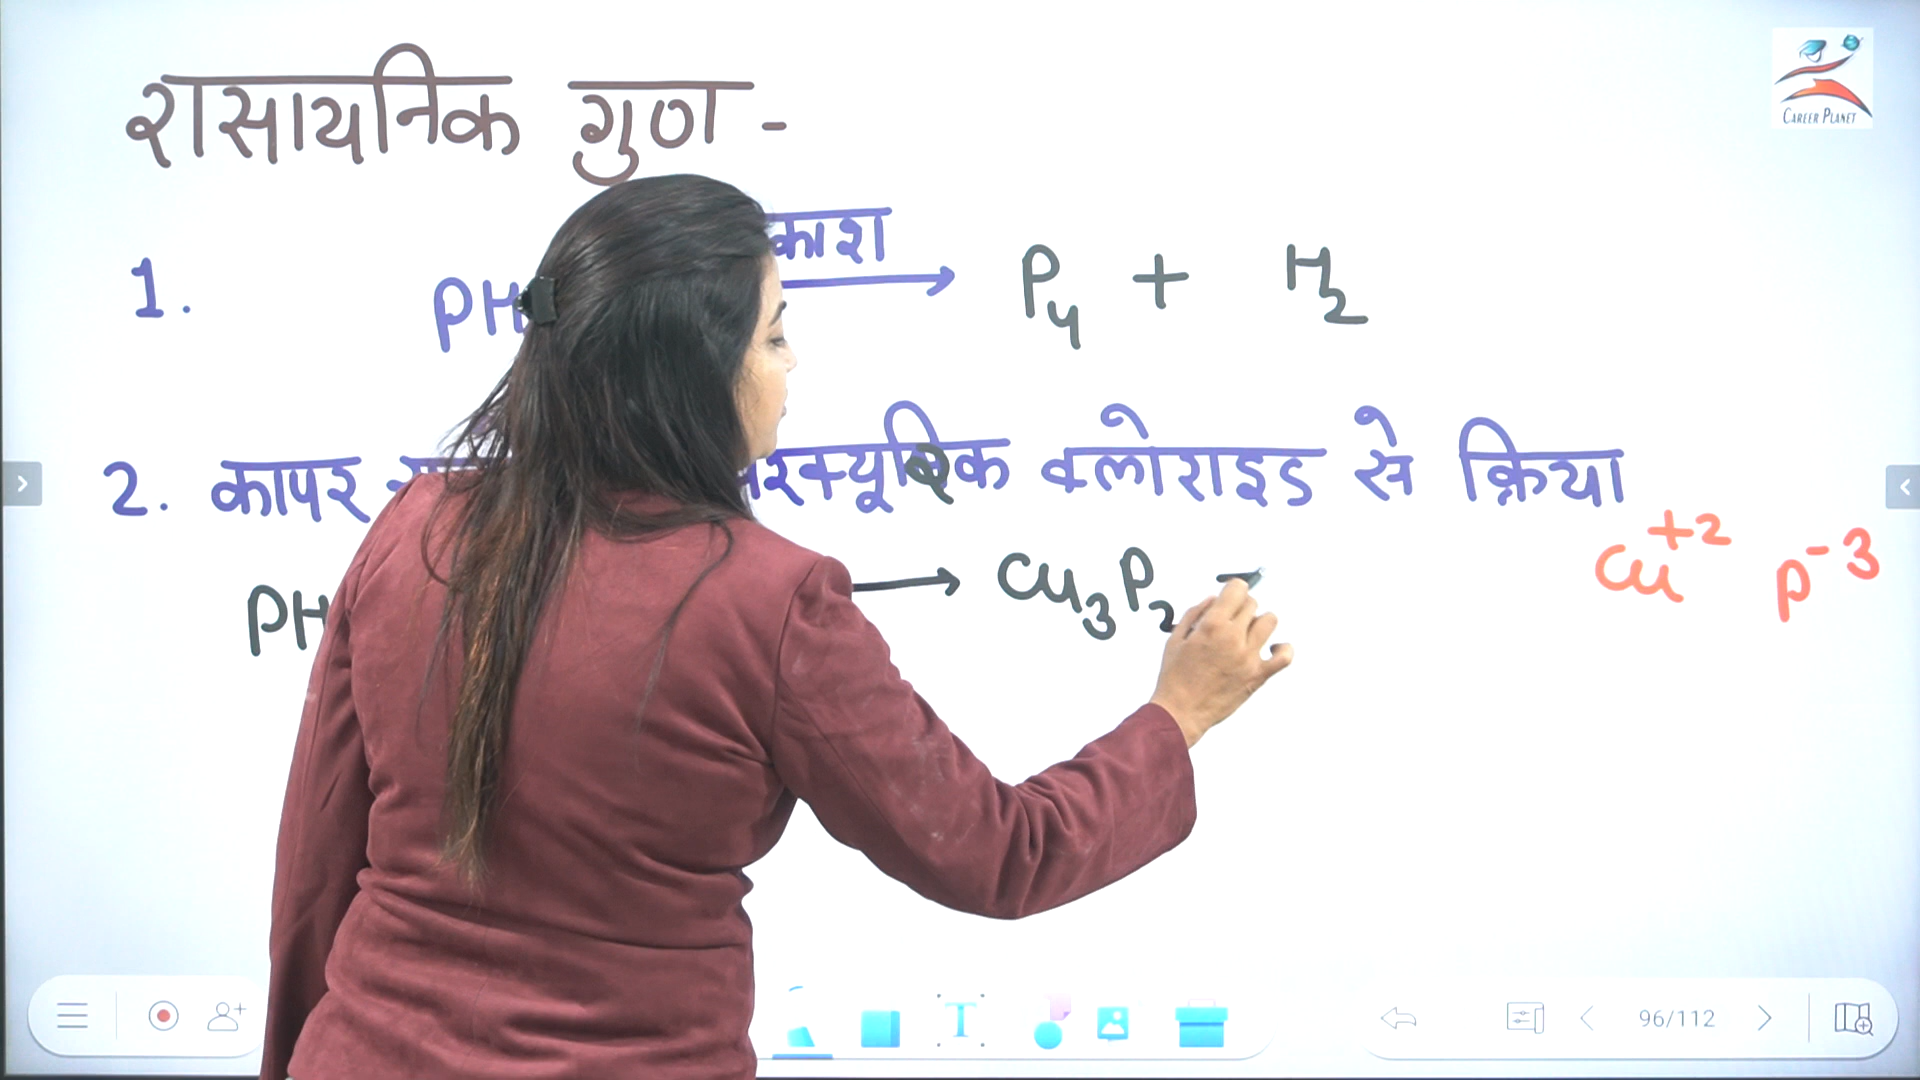 रासायनिक गुण -
CAREER PLANET
1. PH काश → P4 + H2
2. कापर रक्यूरिक क्लोराइड से क्रिया
Cu+2 P-3
PH → Cu3P2
96/112